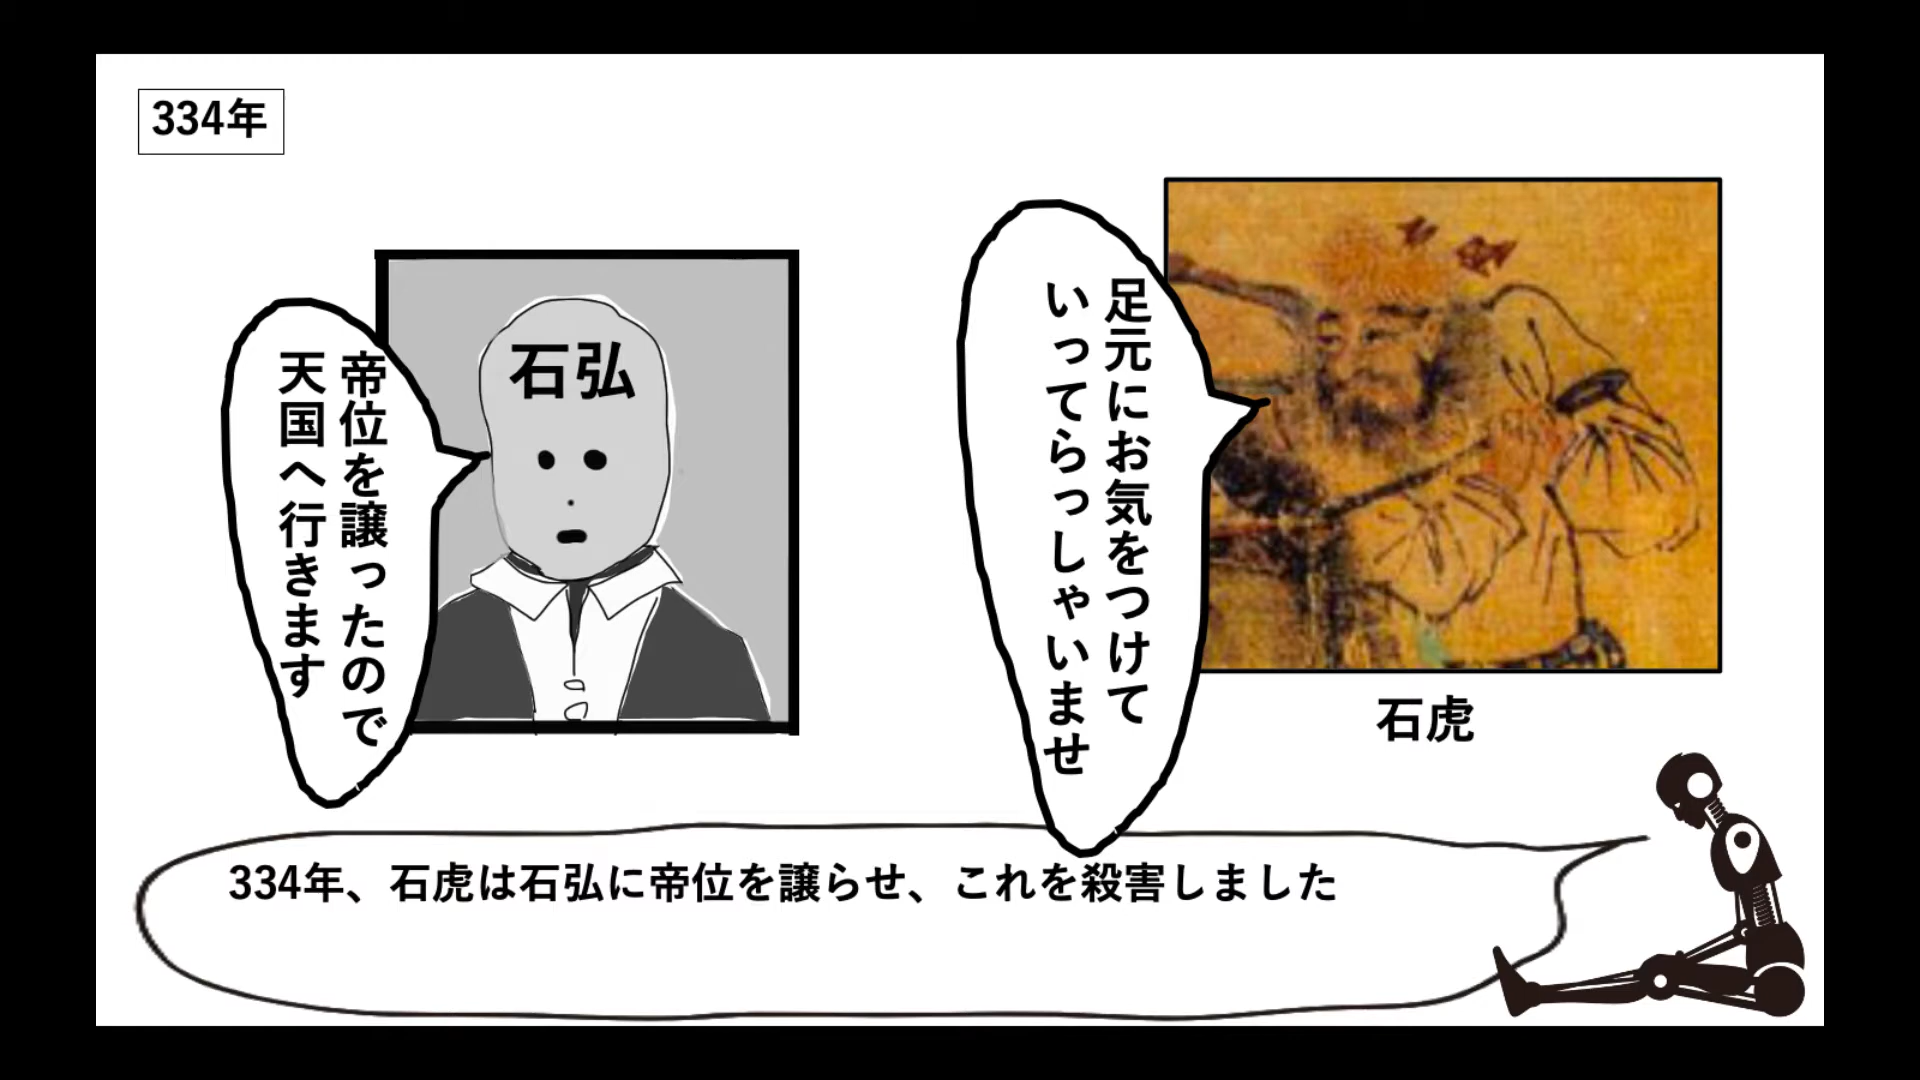 334年
石弘
帝位を譲ったので
天国へ行きます
足元にお気をつけて
いってらっしゃいませ
石虎
334年、石虎は石弘に帝位を譲らせ、これを殺害しました